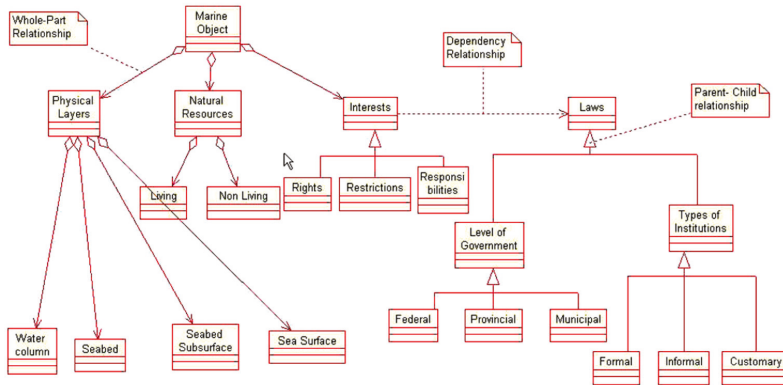 Whole-Part
Relationship
Marine
Object
Dependency
Relationship
Parent- Child
relationship
Physical
Layers
Natural
Resources
Interests
Laws
Living
Non Living
Rights
Restrictions
Responsi
bilities
Level of
Government
Types of
Institutions
Federal
Provincial
Municipal
Water
column
Seabed
Seabed
Subsurface
Sea Surface
Formal
Informal
Customary